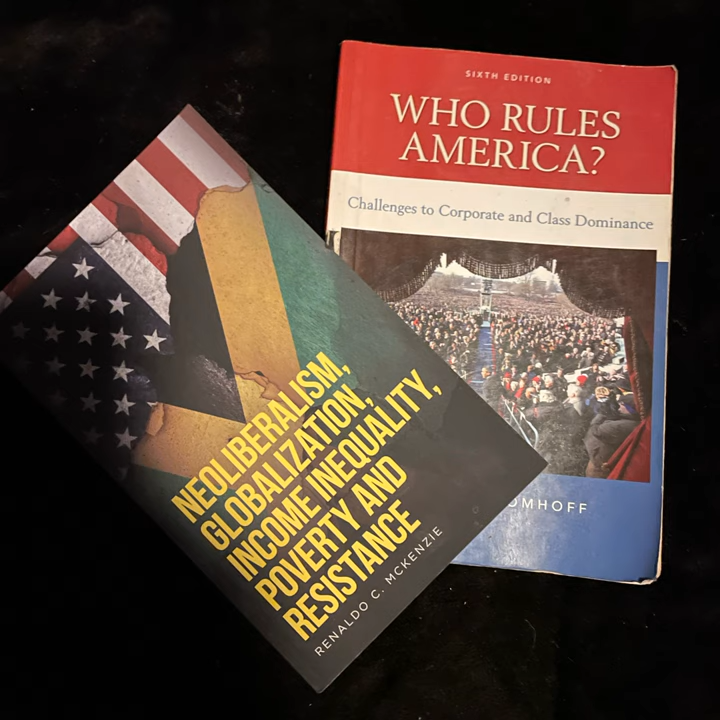 SIXTH EDITION
WHO RULES
AMERICA?
Challenges to Corporate and Class Dominance
OMHOFF
NEOLIBERALISM,
GLOBALIZATION,
INCOME INEQUALITY,
POVERTY AND
RESISTANCE
RENALDO C. MCKENZIE